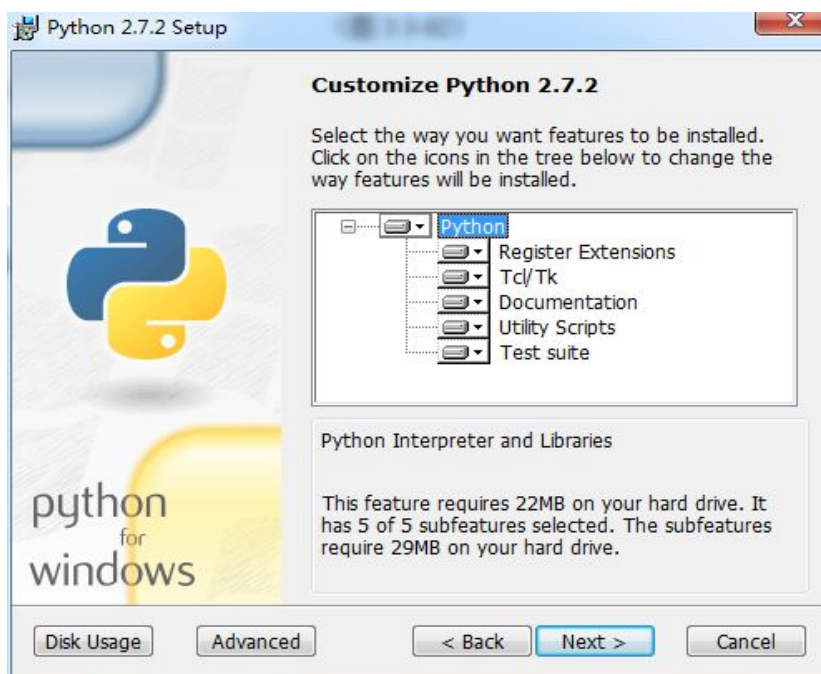 Python 2.7.2 Setup
Customize Python 2.7.2
Select the way you want features to be installed.
Click on the icons in the tree below to change the
way features will be installed.
Python
Register Extensions
Tcl/Tk
Documentation
Utility Scripts
Test suite
Python Interpreter and Libraries
This feature requires 22MB on your hard drive. It
has 5 of 5 subfeatures selected. The subfeatures
require 29MB on your hard drive.
python
for
windows
Disk Usage
Advanced
< Back
Next >
Cancel